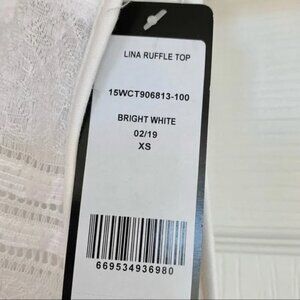 LINA RUFFLE TOP
15WCT906813-100
BRIGHT WHITE
02/19
XS
669534936980